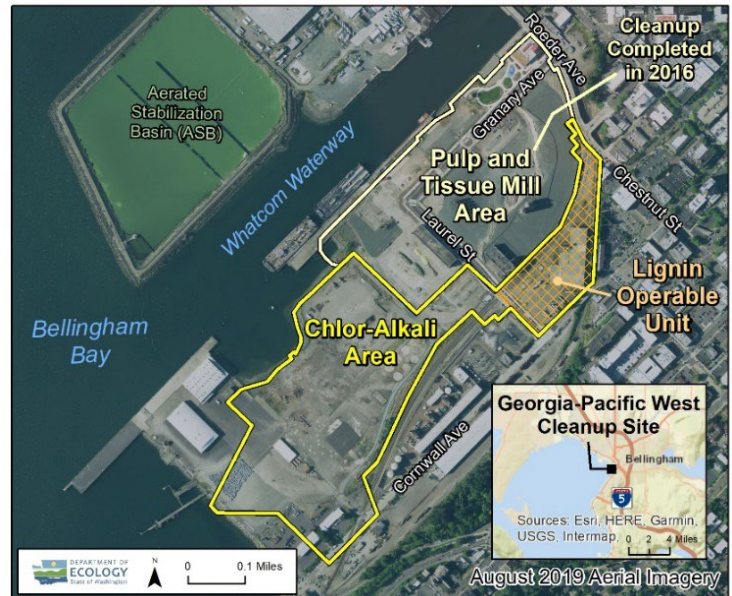 Cleanup
Completed
in 2016
Roeder Ave
Granary Ave
Aerated
Stabilization
Basin (ASB)
Whatcom Waterway
Pulp and
Tissue Mill
Area
Chestnut St
Laurel St
Lignin
Operable
Unit
Bellingham
Bay
Chlor-Alkali
Area
Cornwall Ave
Georgia-Pacific West
Cleanup Site
Bellingham
5
Sources: Esri, HERE, Garmin,
USGS, Intermap,
0 2 4 Miles
DEPARTMENT OF
ECOLOGY
State of Washington
N
0 0.1 Miles
August 2019 Aerial Imagery